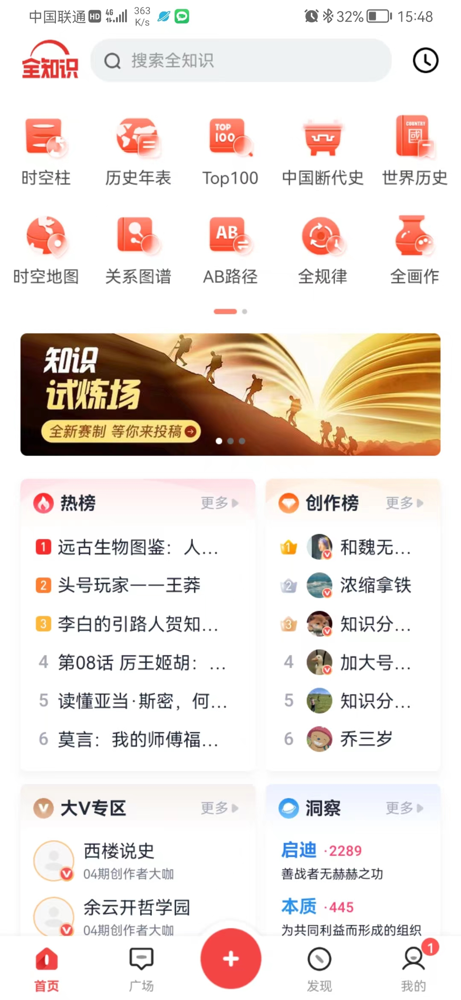 中国联通 HD 4G 363 K/s 32% 15:48
全知识 搜索全知识
TOP 100 COUNTRY 國
时空柱 历史年表 Top100 中国断代史 世界历史
AB
时空地图 关系图谱 AB路径 全规律 全画作
知识
试炼场
全新赛制 等你来投稿
热榜 更多
1 远古生物图鉴：人...
2 头号玩家一一王莽
3 李白的引路人贺知...
4 第08话 厉王姬胡： ...
5 读懂亚当·斯密，何...
6 莫言：我的师傅福...
创作榜 更多
1 和魏无...
2 浓缩拿铁
3 知识分...
4 加大号...
5 知识分...
6 乔三岁
大V专区 更多
西楼说史
04期创作者大咖
余云开哲学园
04期创作者大咖
洞察 更多
启迪 ·2289
善战者无赫赫之功
本质 ·445
为共同利益而形成的组织
1
首页 广场 发现 我的